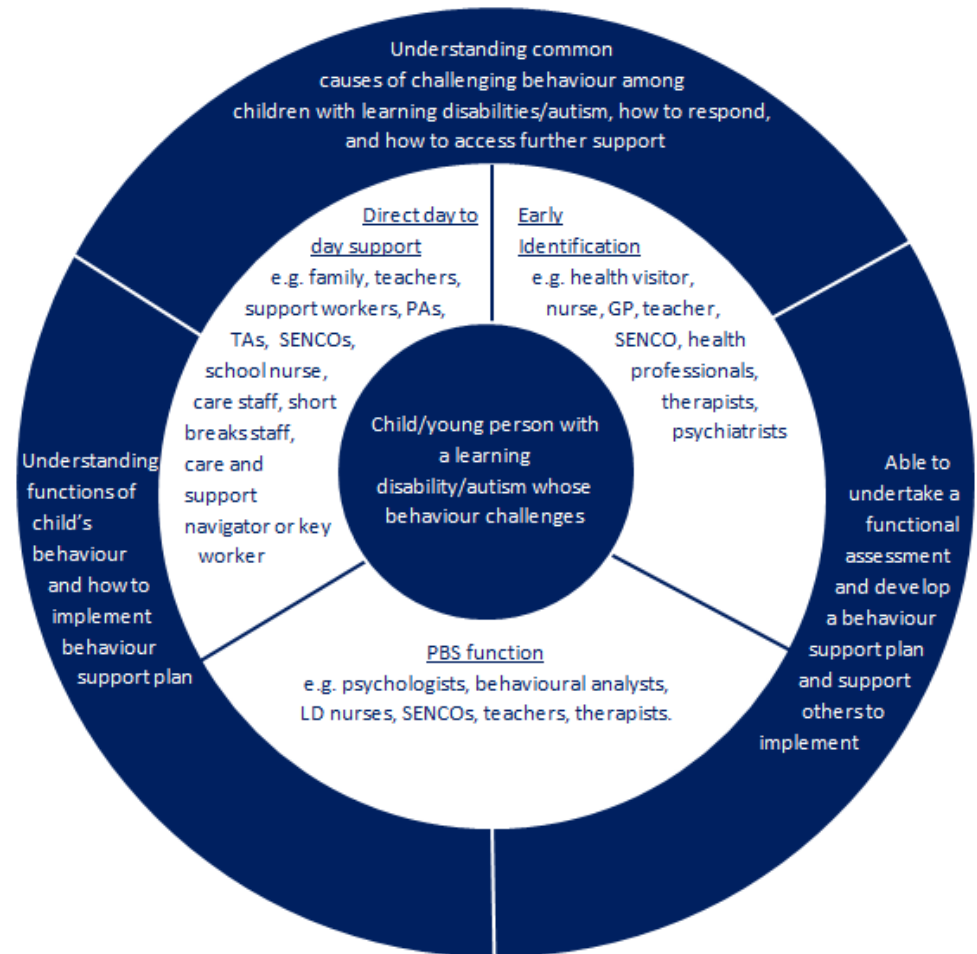 Understanding common
causes of challenging behaviour among
children with learning disabilities/autism, how to respond,
and how to access further support
Direct day to
day support
e.g. family, teachers,
support workers, PAs,
TAs, SENCOs,
school nurse,
care staff, short
breaks staff,
care and
support
navigator or key
worker
Early
Identification
e.g. health visitor,
nurse, GP, teacher,
SENCO, health
professionals,
therapists,
psychiatrists
Child/young person with
a learning
disability/autism whose
behaviour challenges
Understanding
functions of
child's
behaviour
and how to
implement
behaviour
support plan
Able to
undertake a
functional
assessment
and develop
a behaviour
support plan
and support
others to
implement
PBS function
e.g. psychologists, behavioural analysts,
LD nurses, SENCOs, teachers, therapists.